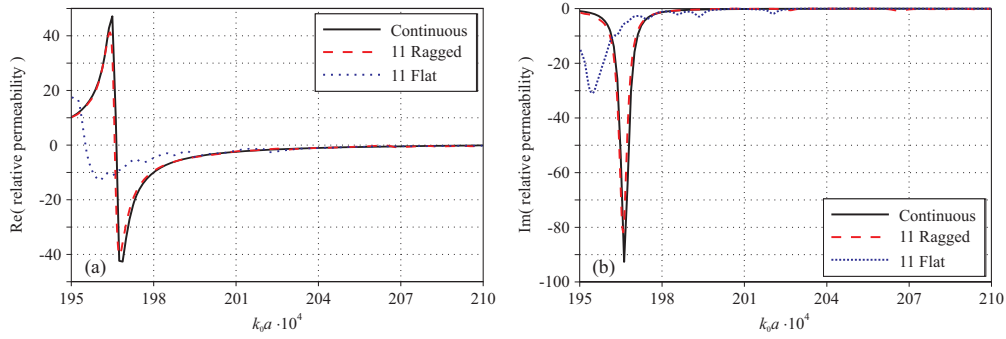 Re( relative permeability )
40
20
0
-20
-40
Continuous
11 Ragged
11 Flat
(a)
195
198
201
204
207
210
k₀a ·10⁴
Im( relative permeability)
0
-20
-40
-60
-80
-100
Continuous
11 Ragged
11 Flat
(b)
195
198
201
204
207
210
k₀a ·10⁴